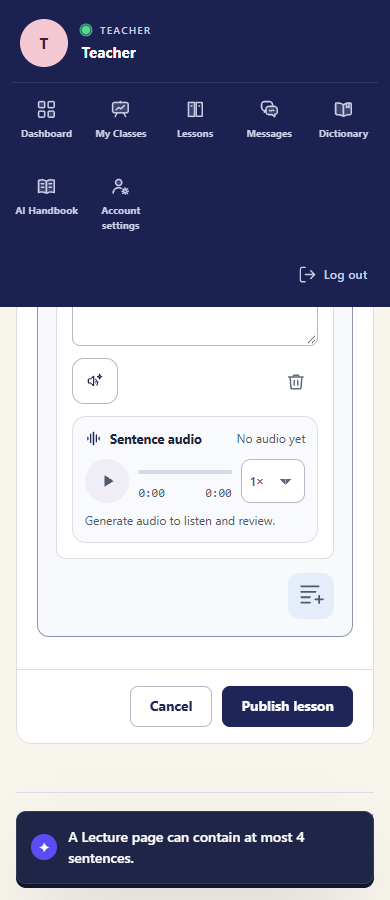 T
TEACHER
Teacher
Dashboard
My Classes
Lessons
Messages
Dictionary
AI Handbook
Account
settings
Log out
Sentence audio
No audio yet
0:00
0:00
1×
Generate audio to listen and review.
Cancel
Publish lesson
A Lecture page can contain at most 4
sentences.